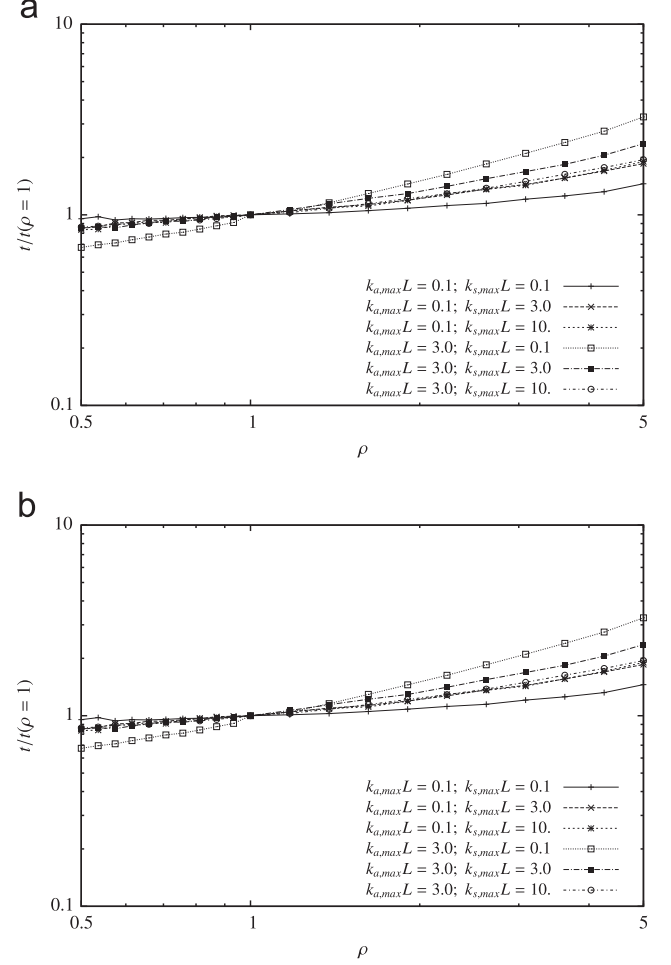 a
10
1
0.1
t/t(ρ = 1)
k_{a,max}L = 0.1; k_{s,max}L = 0.1
k_{a,max}L = 0.1; k_{s,max}L = 3.0
k_{a,max}L = 0.1; k_{s,max}L = 10.
k_{a,max}L = 3.0; k_{s,max}L = 0.1
k_{a,max}L = 3.0; k_{s,max}L = 3.0
k_{a,max}L = 3.0; k_{s,max}L = 10.
0.5 1 5
ρ
b
10
1
0.1
t/t(ρ = 1)
k_{a,max}L = 0.1; k_{s,max}L = 0.1
k_{a,max}L = 0.1; k_{s,max}L = 3.0
k_{a,max}L = 0.1; k_{s,max}L = 10.
k_{a,max}L = 3.0; k_{s,max}L = 0.1
k_{a,max}L = 3.0; k_{s,max}L = 3.0
k_{a,max}L = 3.0; k_{s,max}L = 10.
0.5 1 5
ρ